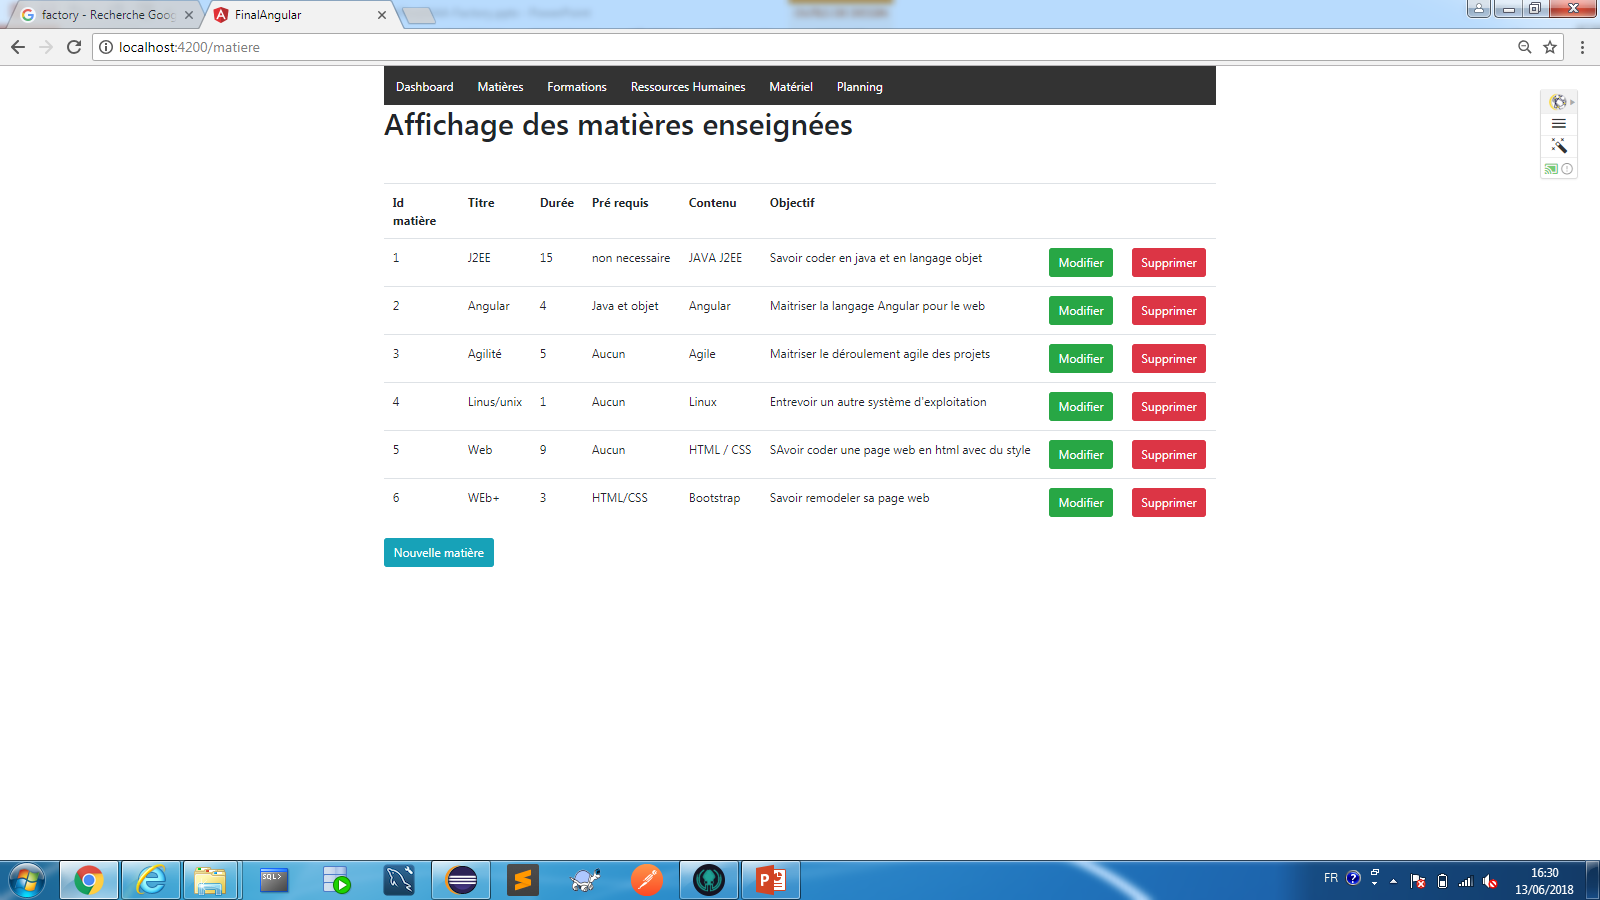 factory - Recherche Goog
FinalAngular
localhost:4200/matiere
Dashboard Matières Formations Ressources Humaines Matériel Planning
Affichage des matières enseignées
Id matière Titre Durée Pré requis Contenu Objectif
1 J2EE 15 non necessaire JAVA J2EE Savoir coder en java et en langage objet Modifier Supprimer
2 Angular 4 Java et objet Angular Maitriser la langage Angular pour le web Modifier Supprimer
3 Agilité 5 Aucun Agile Maitriser le déroulement agile des projets Modifier Supprimer
4 Linus/unix 1 Aucun Linux Entrevoir un autre système d'exploitation Modifier Supprimer
5 Web 9 Aucun HTML / CSS SAvoir coder une page web en html avec du style Modifier Supprimer
6 WEb+ 3 HTML/CSS Bootstrap Savoir remodeler sa page web Modifier Supprimer
Nouvelle matière
SQL>
FR
16:30
13/06/2018